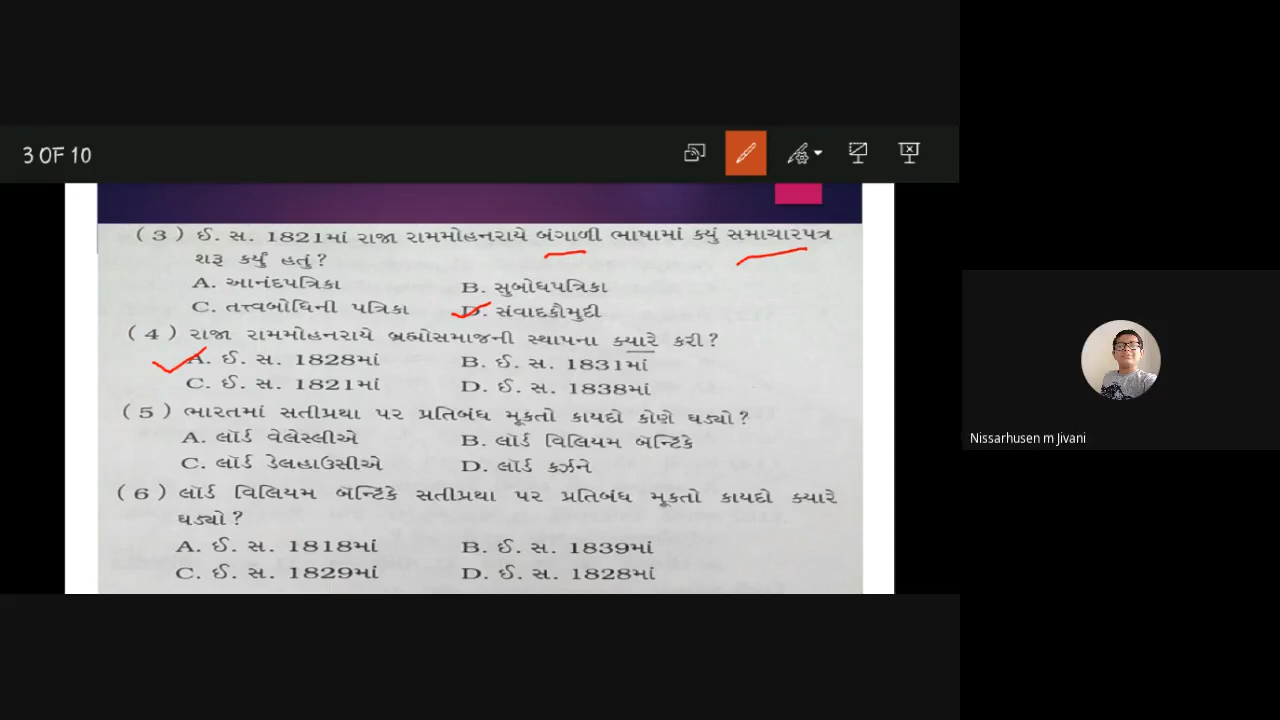 3 OF 10
( 3 ) ઈ. સ. 1821માં રાજા રામમોહનરાયે બંગાળી ભાષામાં કયું સમાચારપત્ર
શરૂ કર્યું હતું ?
A. આનંદપત્રિકા B. સુબોધપત્રિકા
C. તત્ત્વબોધિની પત્રિકા D. સંવાદકૌમુદી
( 4 ) રાજા રામમોહનરાયે બ્રહ્મોસમાજની સ્થાપના ક્યારે કરી ?
A. ઈ. સ. 1828માં B. ઈ. સ. 1831માં
C. ઈ. સ. 1821માં D. ઈ. સ. 1838માં
( 5 ) ભારતમાં સતીપ્રથા પર પ્રતિબંધ મૂકતો કાયદો કોણે ઘડ્યો ?
A. લૉર્ડ વેલેસ્લીએ B. લૉર્ડ વિલિયમ બૅન્ટિંકે
C. લૉર્ડ ડેલહાઉસીએ D. લૉર્ડ કર્ઝને
( 6 ) લૉર્ડ વિલિયમ બૅન્ટિંકે સતીપ્રથા પર પ્રતિબંધ મૂકતો કાયદો ક્યારે
ઘડ્યો ?
A. ઈ. સ. 1818માં B. ઈ. સ. 1839માં
C. ઈ. સ. 1829માં D. ઈ. સ. 1828માં
Nissarhusen m Jivani